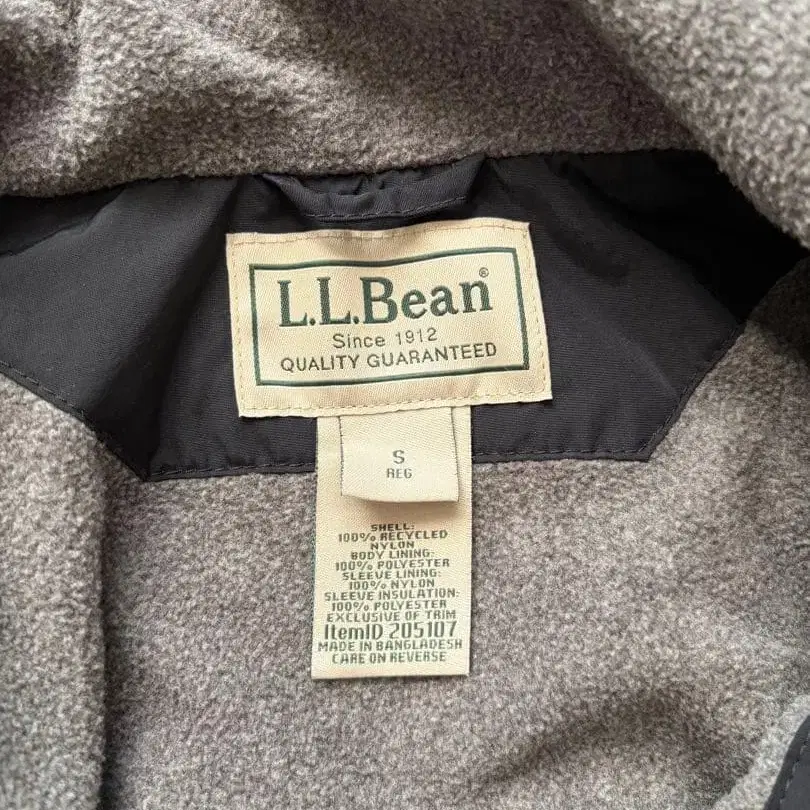 L.L.Bean®
Since 1912
QUALITY GUARANTEED
S
REG
SHELL:
100% RECYCLED
NYLON
BODY LINING:
100% POLYESTER
SLEEVE LINING:
100% NYLON
SLEEVE INSULATION:
100% POLYESTER
EXCLUSIVE OF TRIM
ItemID 205107
MADE IN BANGLADESH
CARE ON REVERSE